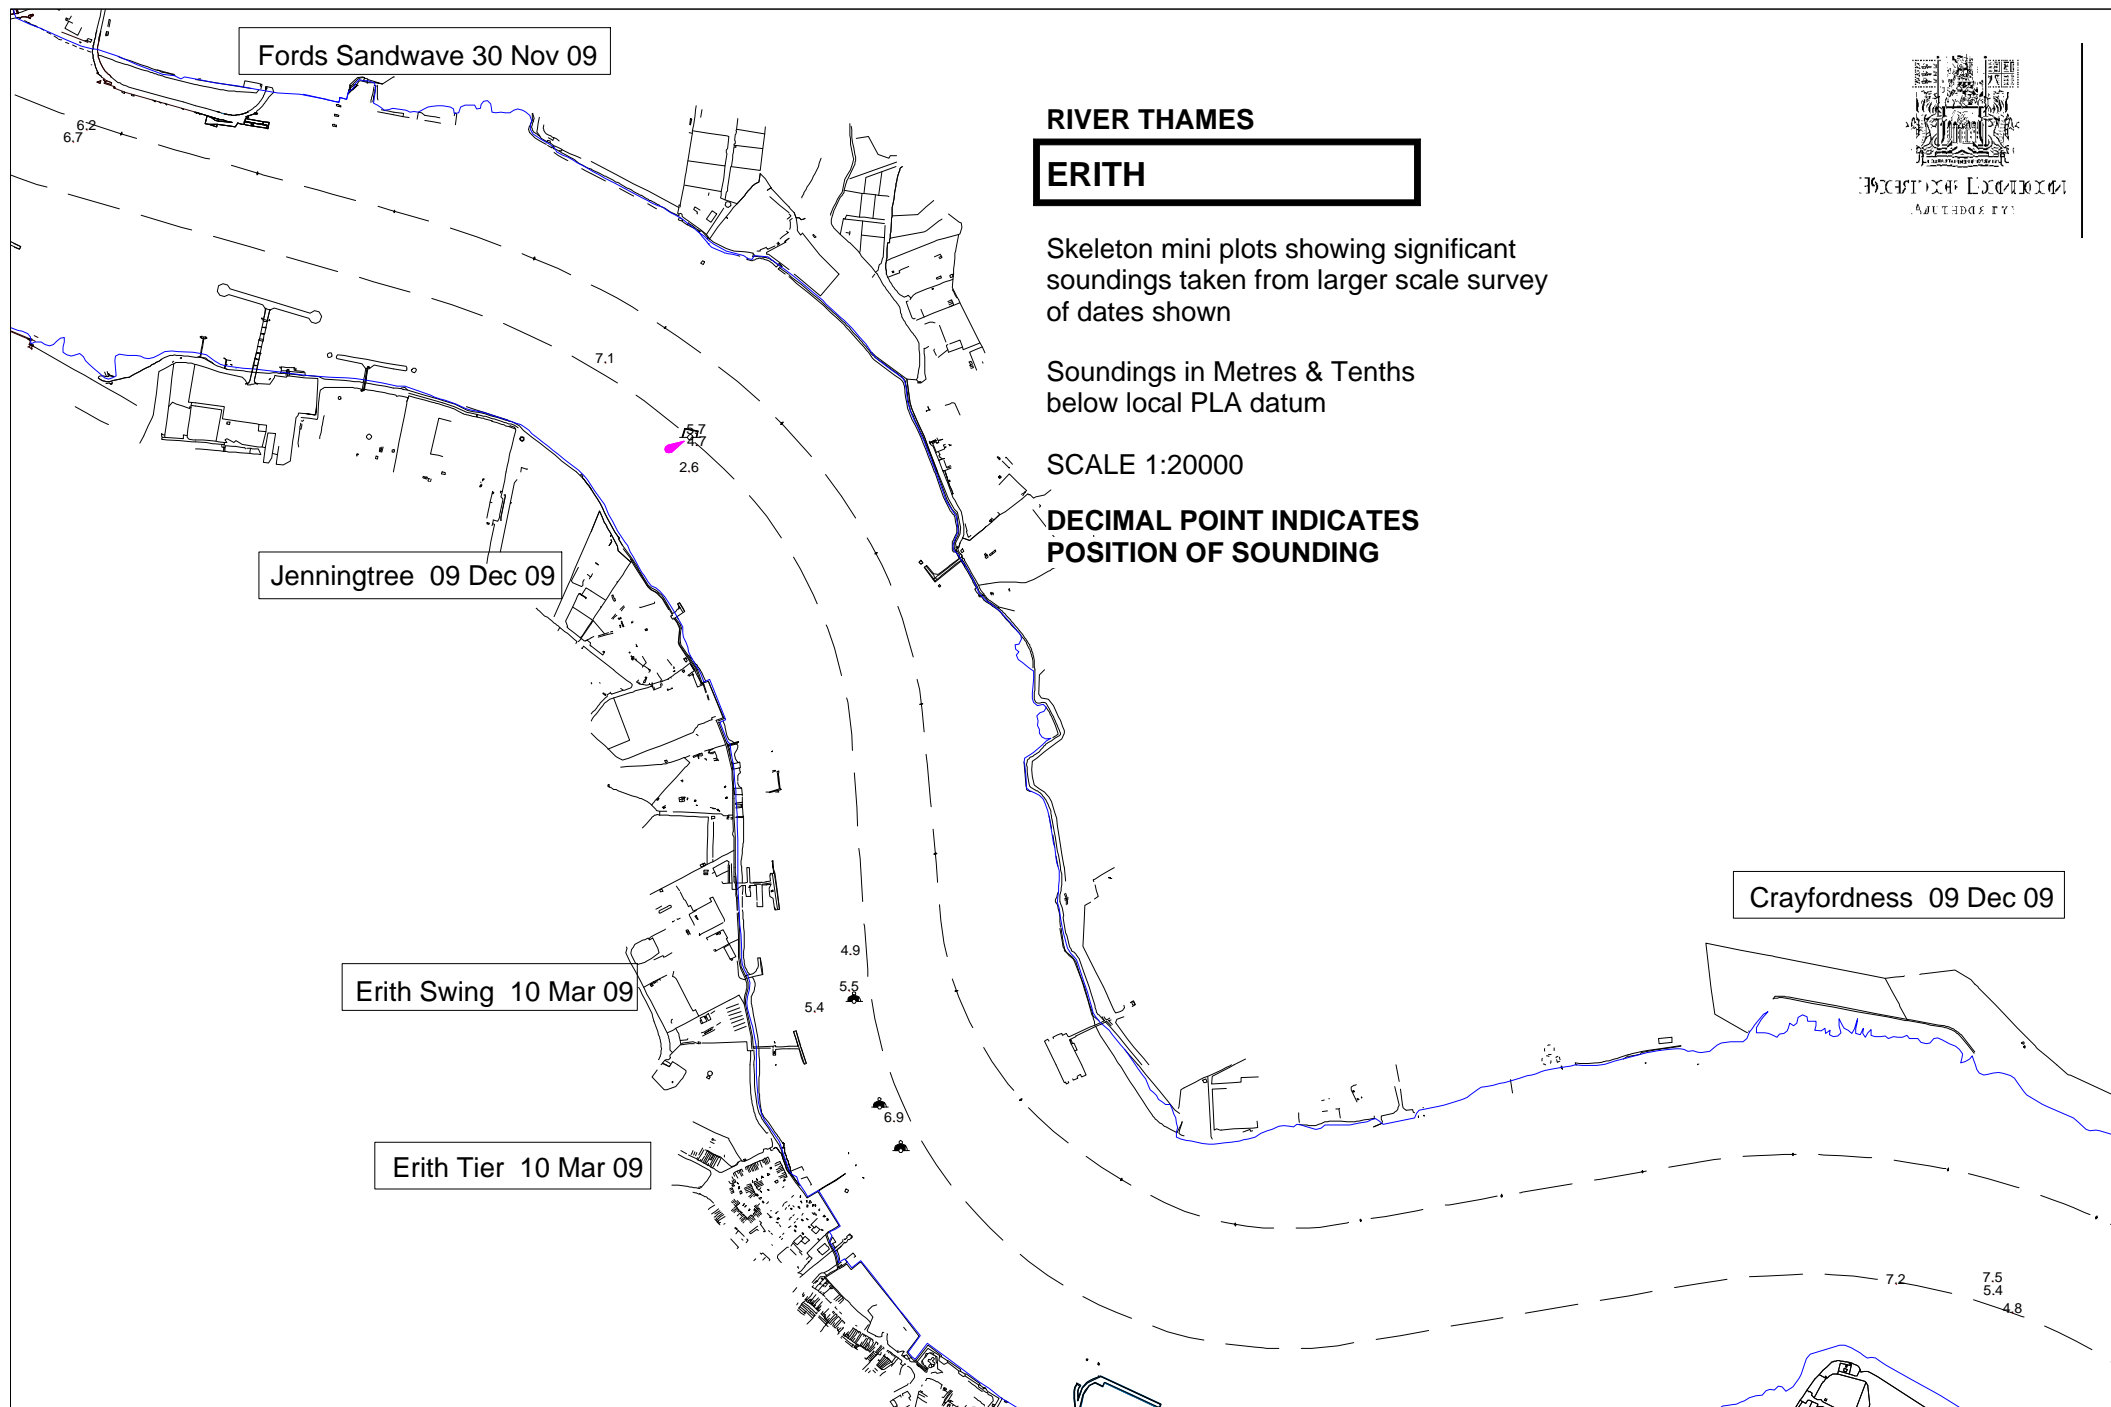 Fords Sandwave 30 Nov 09
RIVER THAMES
ERITH
Skeleton mini plots showing significant
soundings taken from larger scale survey
of dates shown
Soundings in Metres & Tenths
below local PLA datum
SCALE 1:20000
DECIMAL POINT INDICATES
POSITION OF SOUNDING
6.2
6.7
7.1
5.7
4.7
2.6
Jenningtree 09 Dec 09
Crayfordness 09 Dec 09
4.9
Erith Swing 10 Mar 09
5.5
5.4
6.9
Erith Tier 10 Mar 09
7.2
7.5
5.4
4.8